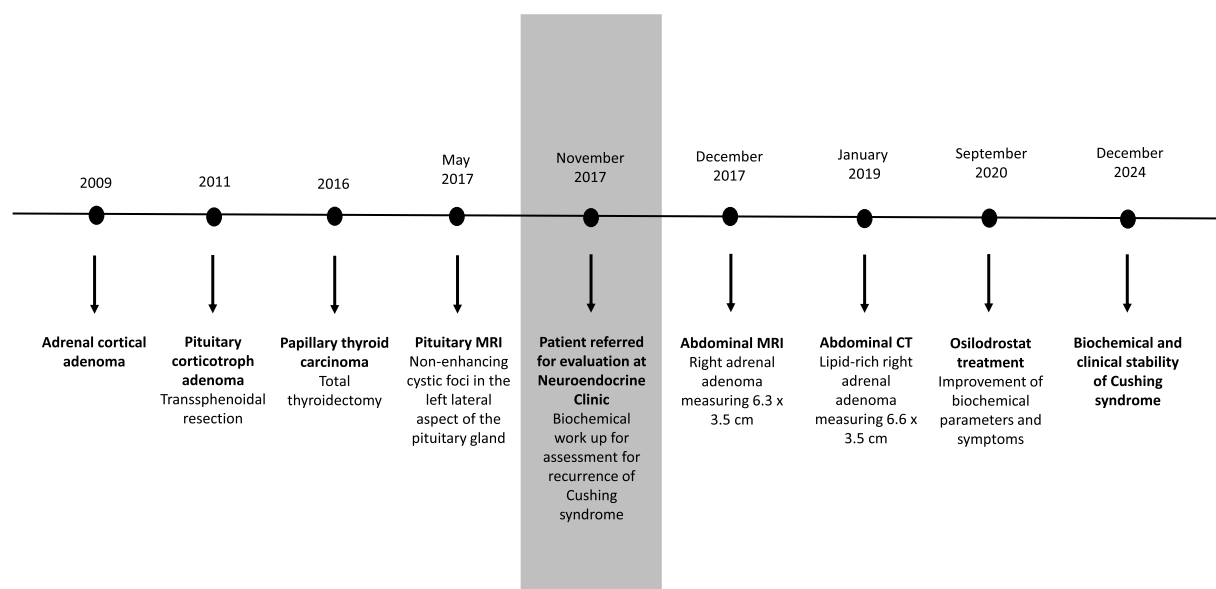 2009
2011
2016
May
2017
November
2017
December
2017
January
2019
September
2020
December
2024
Adrenal cortical
adenoma
Pituitary
corticotroph
adenoma
Transsphenoidal
resection
Papillary thyroid
carcinoma
Total
thyroidectomy
Pituitary MRI
Non-enhancing
cystic foci in the
left lateral
aspect of the
pituitary gland
Patient referred
for evaluation at
Neuroendocrine
Clinic
Biochemical
work up for
assessment for
recurrence of
Cushing
syndrome
Abdominal MRI
Right adrenal
adenoma
measuring 6.3 x
3.5 cm
Abdominal CT
Lipid-rich right
adrenal
adenoma
measuring 6.6 x
3.5 cm
Osilodrostat
treatment
Improvement of
biochemical
parameters and
symptoms
Biochemical and
clinical stability
of Cushing
syndrome